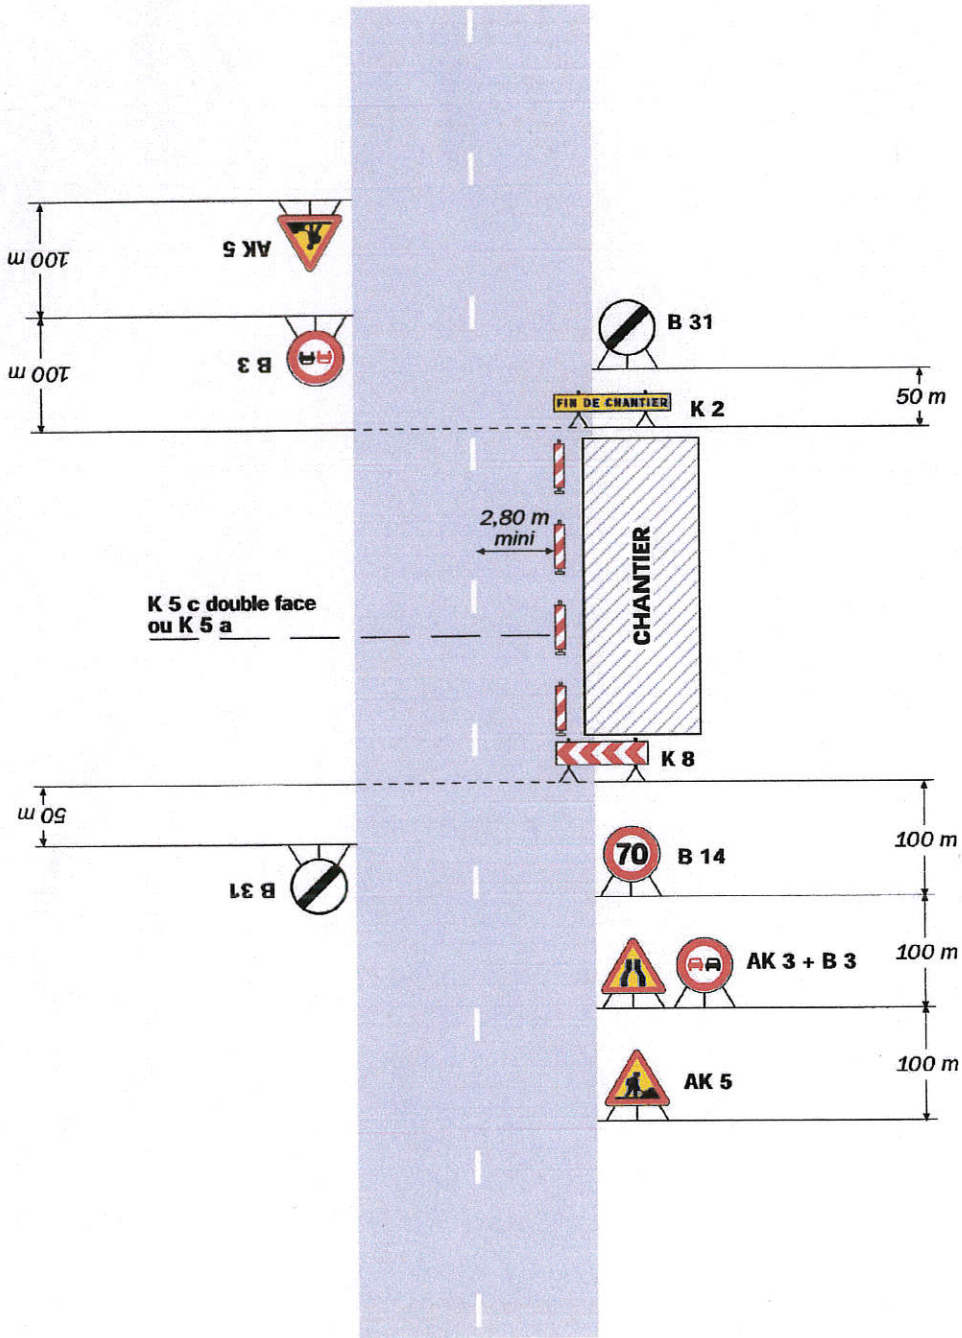 100 m
AK 5
100 m
B 3
B 31
50 m
FIN DE CHANTIER
K 2
2,80 m
mini
CHANTIER
K 5 c double face
ou K 5 a
K 8
50 m
B 31
100 m
70
B 14
100 m
AK 3 + B 3
100 m
AK 5